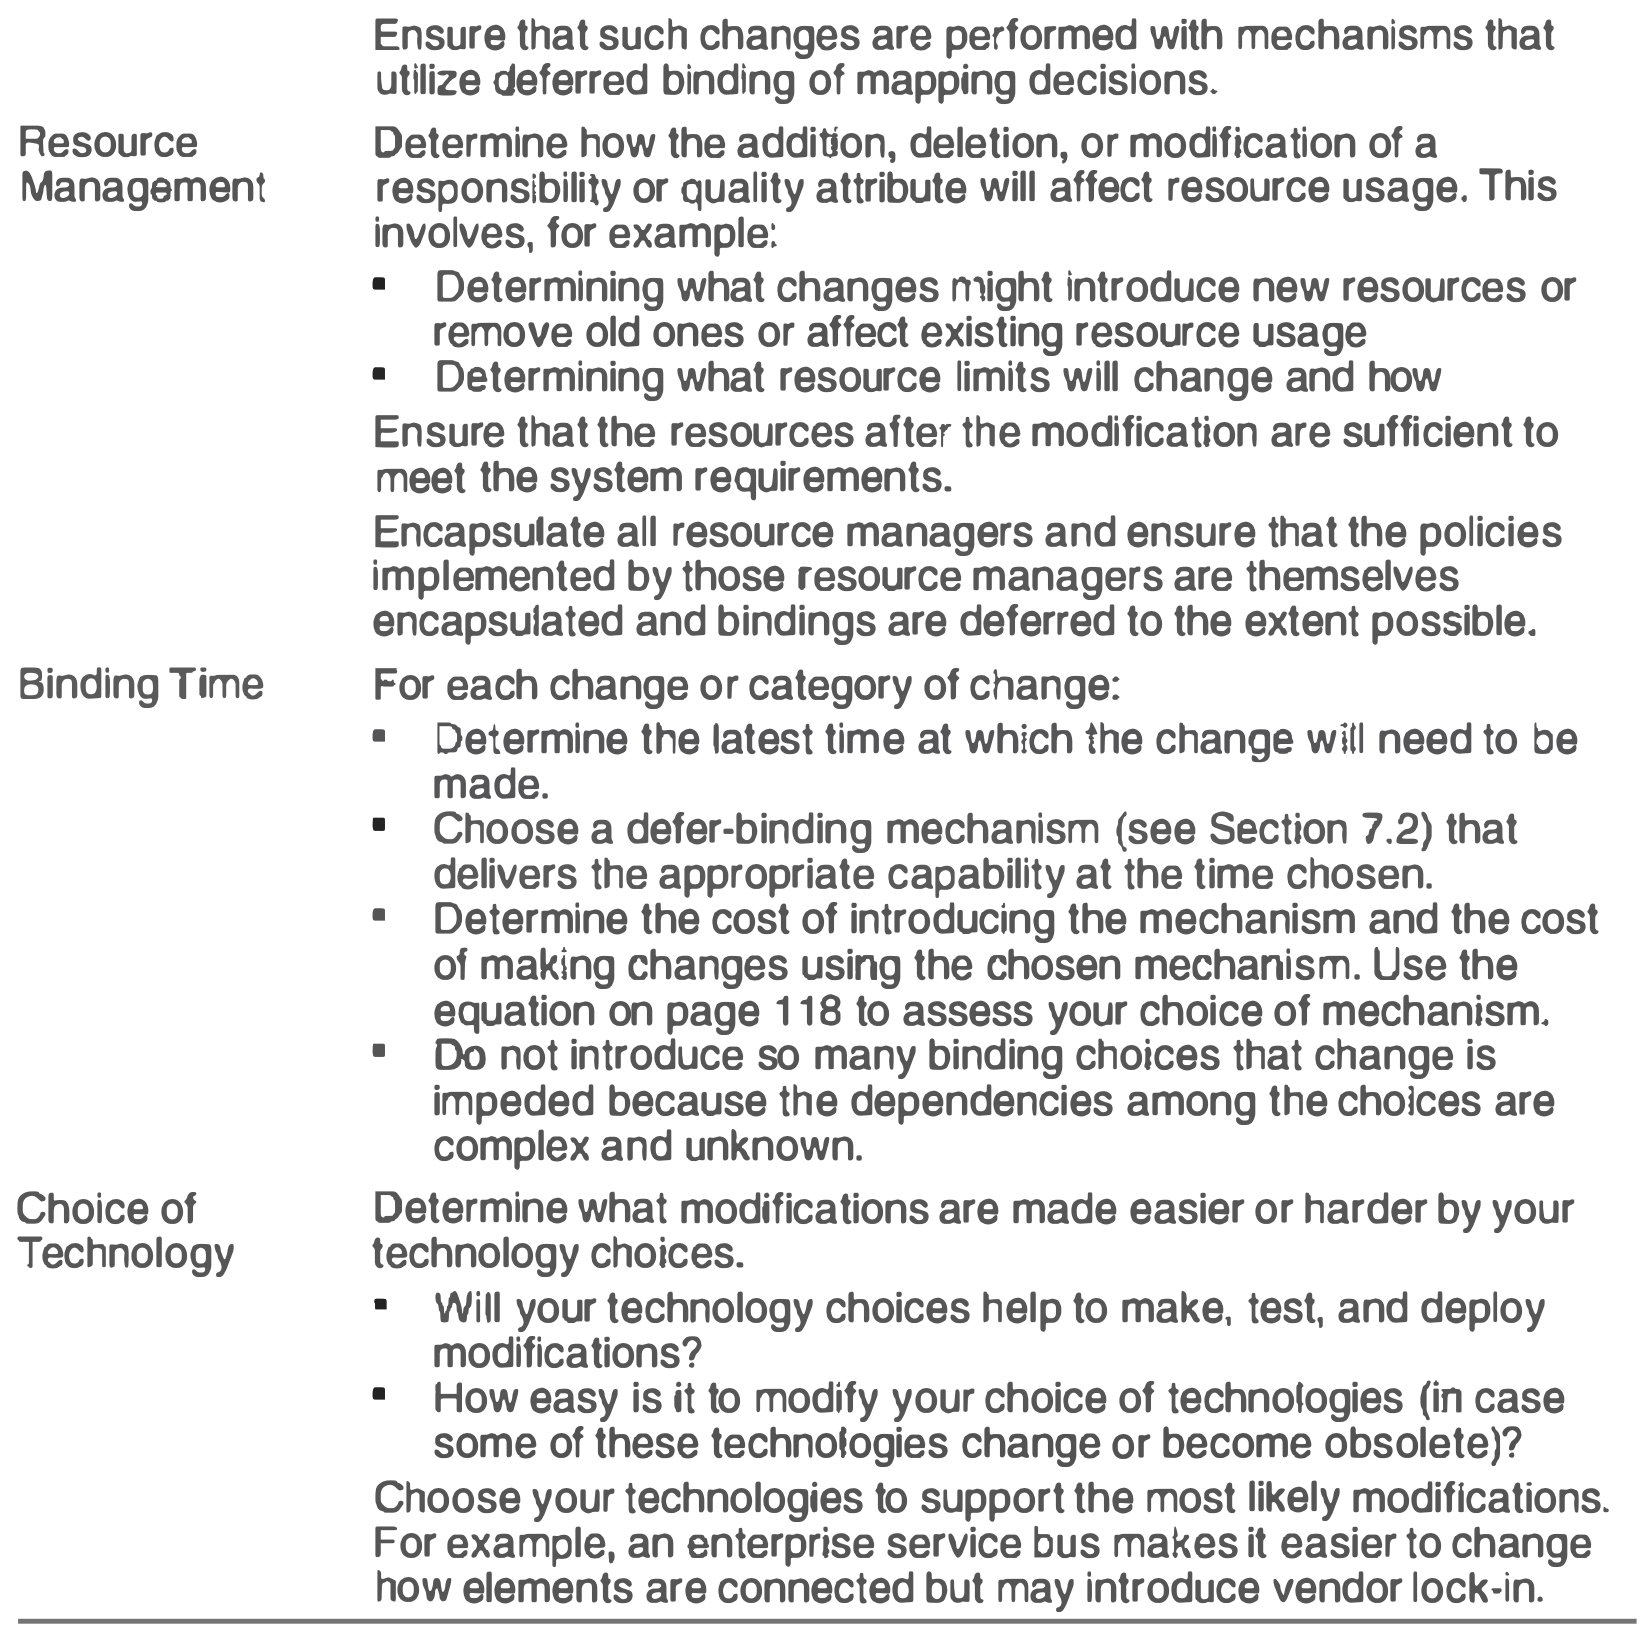 Ensure that such changes are performed with mechanisms that
utilize deferred binding of mapping decisions.
Resource
Management
Determine how the addition, deletion, or modification of a
responsibility or quality attribute will affect resource usage. This
involves, for example:
▪ Determining what changes might introduce new resources or
remove old ones or affect existing resource usage
▪ Determining what resource limits will change and how
Ensure that the resources after the modification are sufficient to
meet the system requirements.
Encapsulate all resource managers and ensure that the policies
implemented by those resource managers are themselves
encapsulated and bindings are deferred to the extent possible.
Binding Time
For each change or category of change:
▪ Determine the latest time at which the change will need to be
made.
▪ Choose a defer-binding mechanism (see Section 7.2) that
delivers the appropriate capability at the time chosen.
▪ Determine the cost of introducing the mechanism and the cost
of making changes using the chosen mechanism. Use the
equation on page 118 to assess your choice of mechanism.
▪ Do not introduce so many binding choices that change is
impeded because the dependencies among the choices are
complex and unknown.
Choice of
Technology
Determine what modifications are made easier or harder by your
technology choices.
▪ Will your technology choices help to make, test, and deploy
modifications?
▪ How easy is it to modify your choice of technologies (in case
some of these technologies change or become obsolete)?
Choose your technologies to support the most likely modifications.
For example, an enterprise service bus makes it easier to change
how elements are connected but may introduce vendor lock-in.